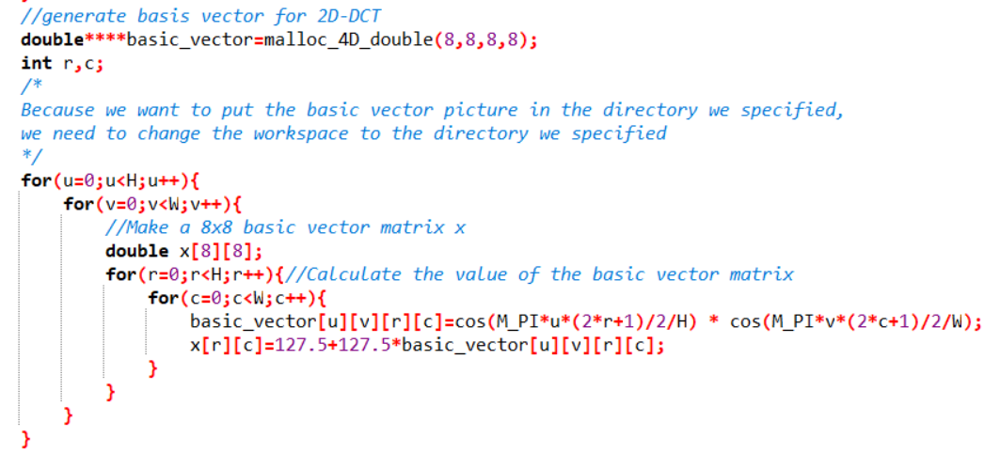 //generate basis vector for 2D-DCT
double****basic_vector=malloc_4D_double(8,8,8,8);
int r,c;
/*
Because we want to put the basic vector picture in the directory we specified,
we need to change the workspace to the directory we specified
*/
for(u=0;u<H;u++){
    for(v=0;v<W;v++){
        //Make a 8x8 basic vector matrix x
        double x[8][8];
        for(r=0;r<H;r++){//Calculate the value of the basic vector matrix
            for(c=0;c<W;c++){
                basic_vector[u][v][r][c]=cos(M_PI*u*(2*r+1)/2/H) * cos(M_PI*v*(2*c+1)/2/W);
                x[r][c]=127.5+127.5*basic_vector[u][v][r][c];
            }
        }
    }
}